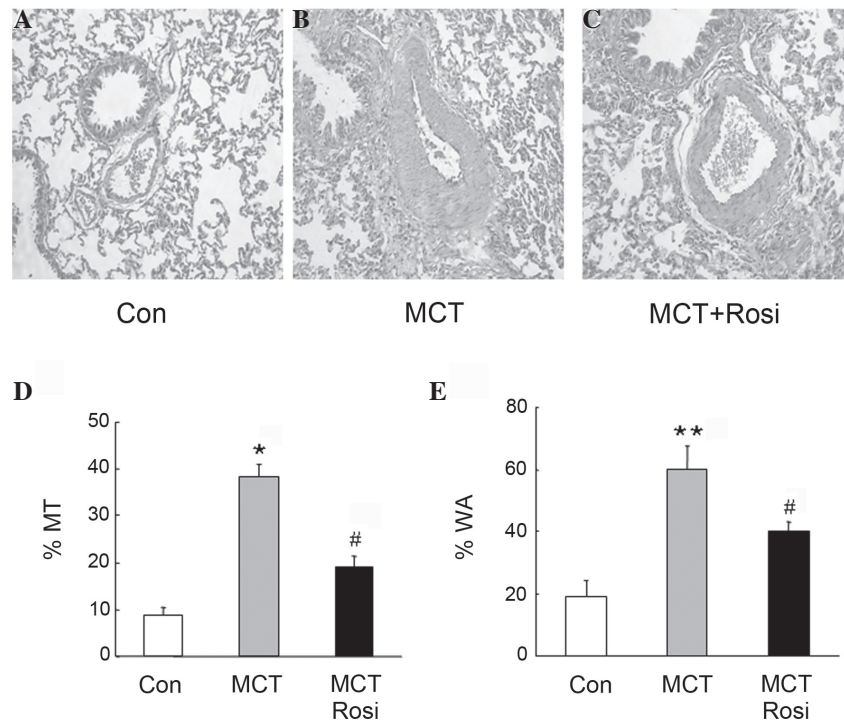 A B C
Con MCT MCT+Rosi
D
% MT
50
40
30
20
10
0
*
#
Con MCT MCT
Rosi
E
% WA
80
60
40
20
0
**
#
Con MCT MCT
Rosi